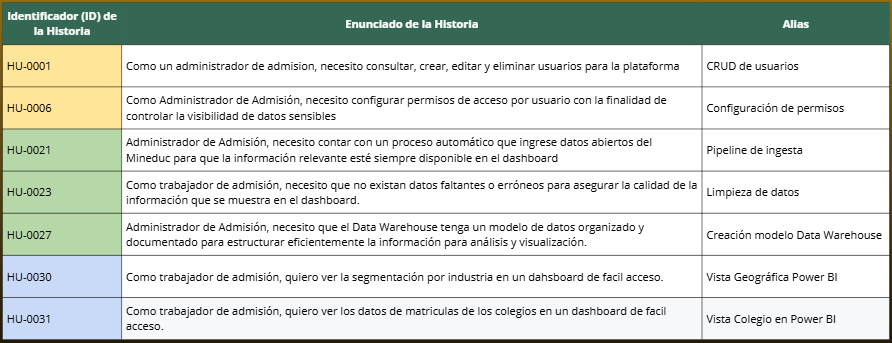 Identificador (ID) de
la Historia
Enunciado de la Historia
Alias
HU-0001
Como un administrador de admision, necesito consultar, crear, editar y eliminar usuarios para la plataforma
CRUD de usuarios
HU-0006
Como Administrador de Admisión, necesito configurar permisos de acceso por usuario con la finalidad de
controlar la visibilidad de datos sensibles
Configuración de permisos
HU-0021
Administrador de Admisión, necesito contar con un proceso automático que ingrese datos abiertos del
Mineduc para que la información relevante esté siempre disponible en el dashboard
Pipeline de ingesta
HU-0023
Como trabajador de admisión, necesito que no existan datos faltantes o erróneos para asegurar la calidad de la
información que se muestra en el dashboard.
Limpieza de datos
HU-0027
Administrador de Admisión, necesito que el Data Warehouse tenga un modelo de datos organizado y
documentado para estructurar eficientemente la información para análisis y visualización.
Creación modelo Data Warehouse
HU-0030
Como trabajador de admisión, quiero ver la segmentación por industria en un dahsboard de facil acceso.
Vista Geográfica Power BI
HU-0031
Como trabajador de admisión, quiero ver los datos de matriculas de los colegios en un dashboard de facil
acceso.
Vista Colegio en Power BI